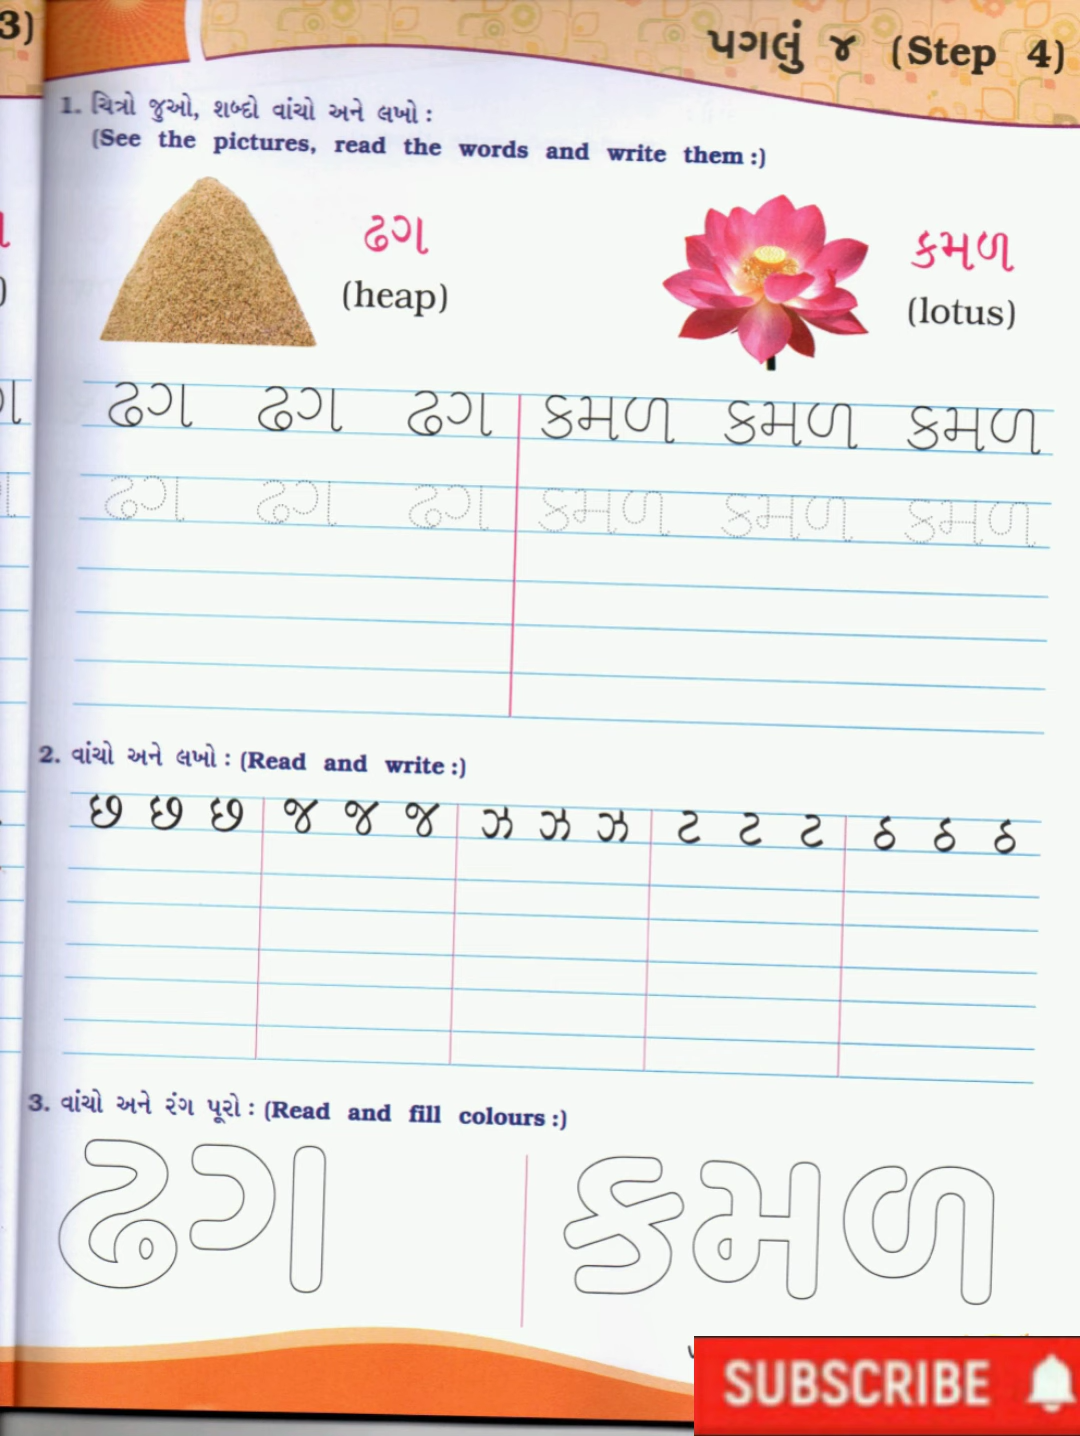 3)
પગલું ૪ (Step 4)
1. ચિત્રો જુઓ, શબ્દો વાંચો અને લખો :
(See the pictures, read the words and write them :)
ઢગ
(heap)
કમળ
(lotus)
ઢગ ઢગ ઢગ કમળ કમળ કમળ
ઢગ ઢગ ઢગ કમળ કમળ કમળ
2. વાંચો અને લખો : (Read and write :)
છ છ છ જ જ જ ઝ ઝ ઝ ટ ટ ટ ઠ ઠ ઠ
3. વાંચો અને રંગ પૂરો : (Read and fill colours :)
ઢગ કમળ
SUBSCRIBE